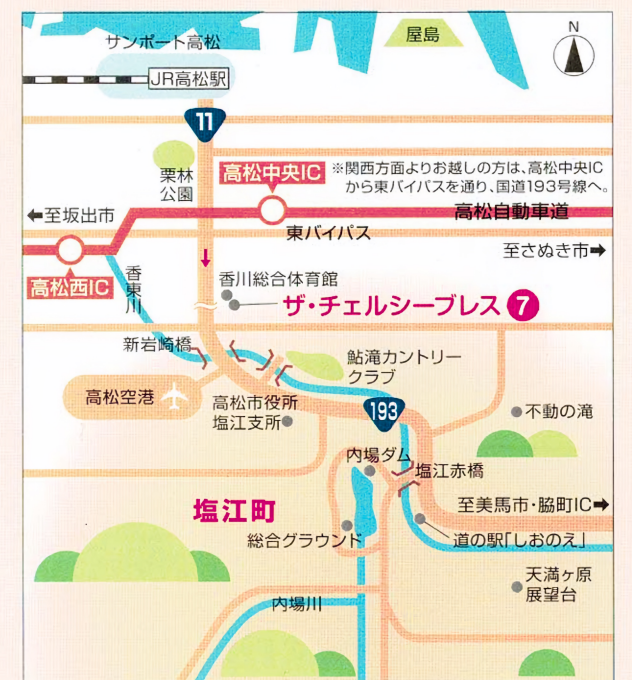 サンポート高松
屋島
N
JR高松駅
11
栗林
公園
高松中央IC
※関西方面よりお越しの方は、高松中央IC
から東バイパスを通り、国道193号線へ。
←至坂出市
高松自動車道
東バイパス
至さぬき市→
高松西IC
香東川
香川総合体育館
ザ・チェルシーブレス 7
新岩崎橋
鮎滝カントリー
クラブ
高松空港
高松市役所
塩江支所
193
不動の滝
内場ダム
塩江赤橋
塩江町
至美馬市・脇町IC→
総合グラウンド
道の駅「しおのえ」
天満ヶ原
展望台
内場川